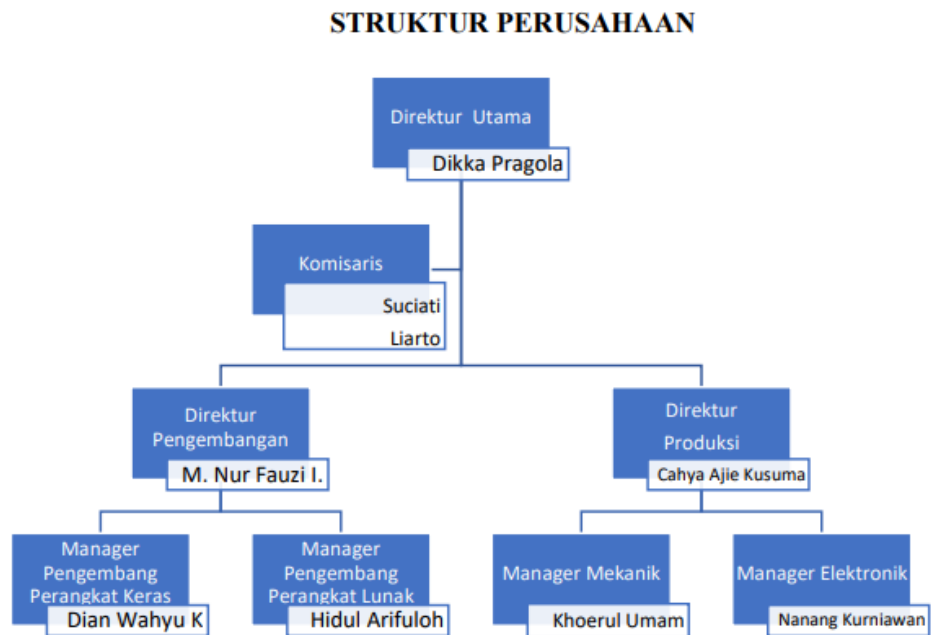 STRUKTUR PERUSAHAAN
Direktur Utama
Dikka Pragola
Komisaris
Suciati
Liarto
Direktur
Pengembangan
M. Nur Fauzi I.
Direktur
Produksi
Cahya Ajie Kusuma
Manager
Pengembang
Perangkat Keras
Dian Wahyu K
Manager
Pengembang
Perangkat Lunak
Hidul Arifuloh
Manager Mekanik
Khoerul Umam
Manager Elektronik
Nanang Kurniawan